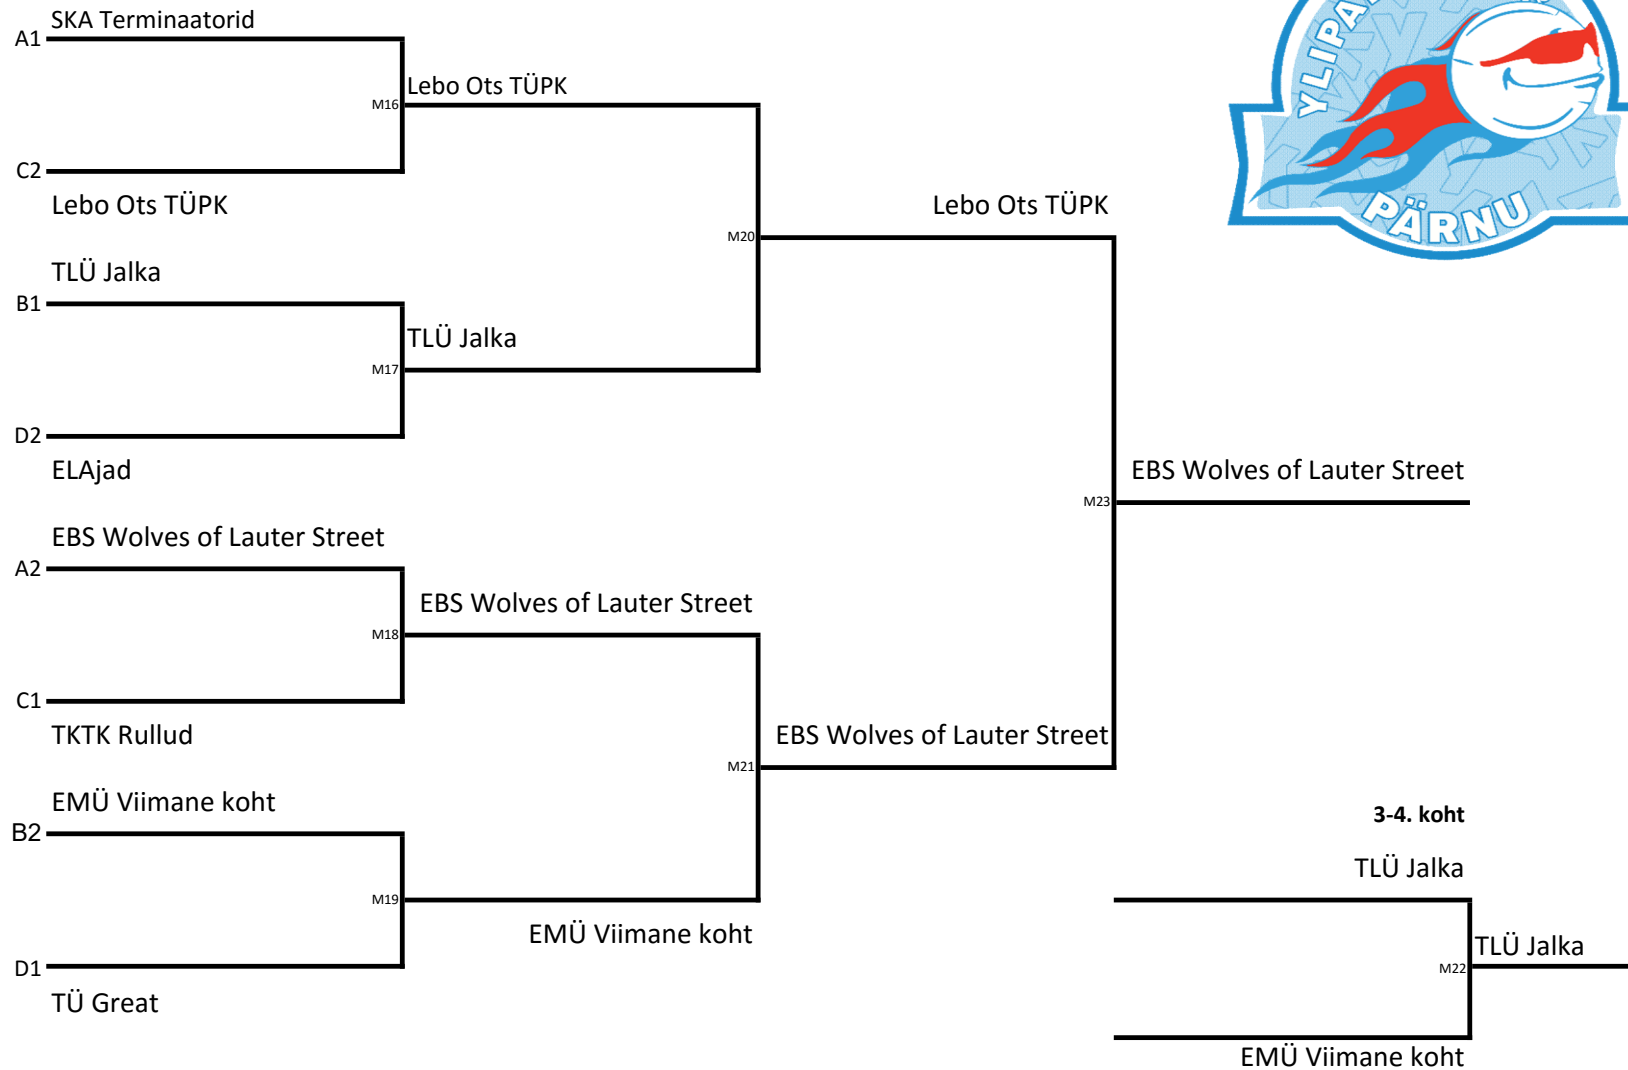 SKA Terminaatorid
A1
Lebo Ots TÜPK
M16
C2
Lebo Ots TÜPK
Lebo Ots TÜPK
M20
TLÜ Jalka
B1
TLÜ Jalka
M17
D2
ELAjad
EBS Wolves of Lauter Street
M23
EBS Wolves of Lauter Street
A2
EBS Wolves of Lauter Street
M18
C1
TKTK Rullud
EBS Wolves of Lauter Street
M21
EMÜ Viimane koht
B2
M19
EMÜ Viimane koht
D1
TÜ Great
3-4. koht
TLÜ Jalka
TLÜ Jalka
M22
EMÜ Viimane koht
PÄRNU